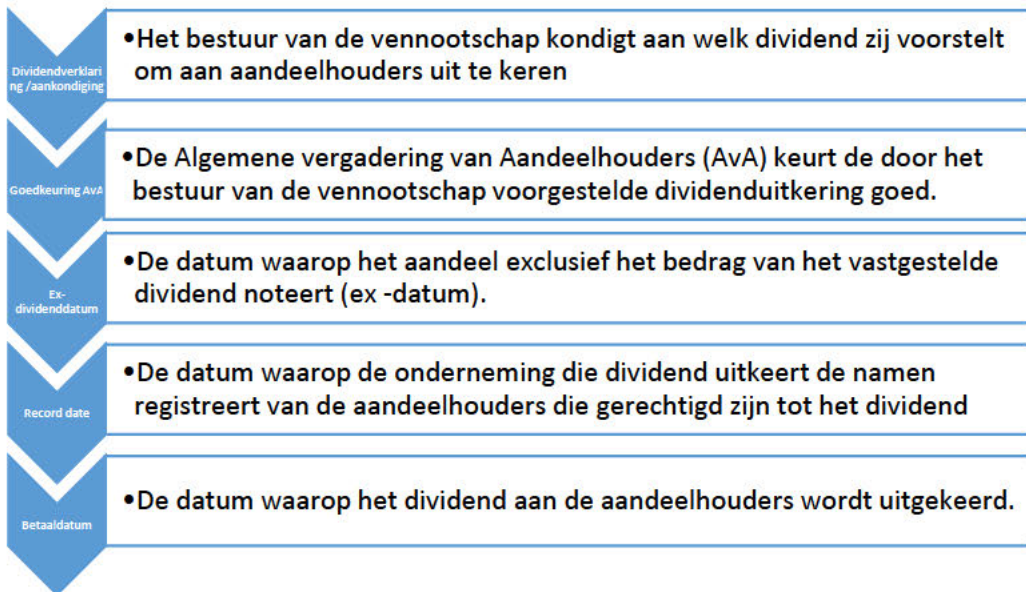 Dividendverklari
ng /aankondiging
•Het bestuur van de vennootschap kondigt aan welk dividend zij voorstelt
om aan aandeelhouders uit te keren
Goedkeuring AvA
•De Algemene vergadering van Aandeelhouders (AvA) keurt de door het
bestuur van de vennootschap voorgestelde dividenduitkering goed.
Ex-
dividenddatum
•De datum waarop het aandeel exclusief het bedrag van het vastgestelde
dividend noteert (ex -datum).
Record date
•De datum waarop de onderneming die dividend uitkeert de namen
registreert van de aandeelhouders die gerechtigd zijn tot het dividend
Betaaldatum
•De datum waarop het dividend aan de aandeelhouders wordt uitgekeerd.